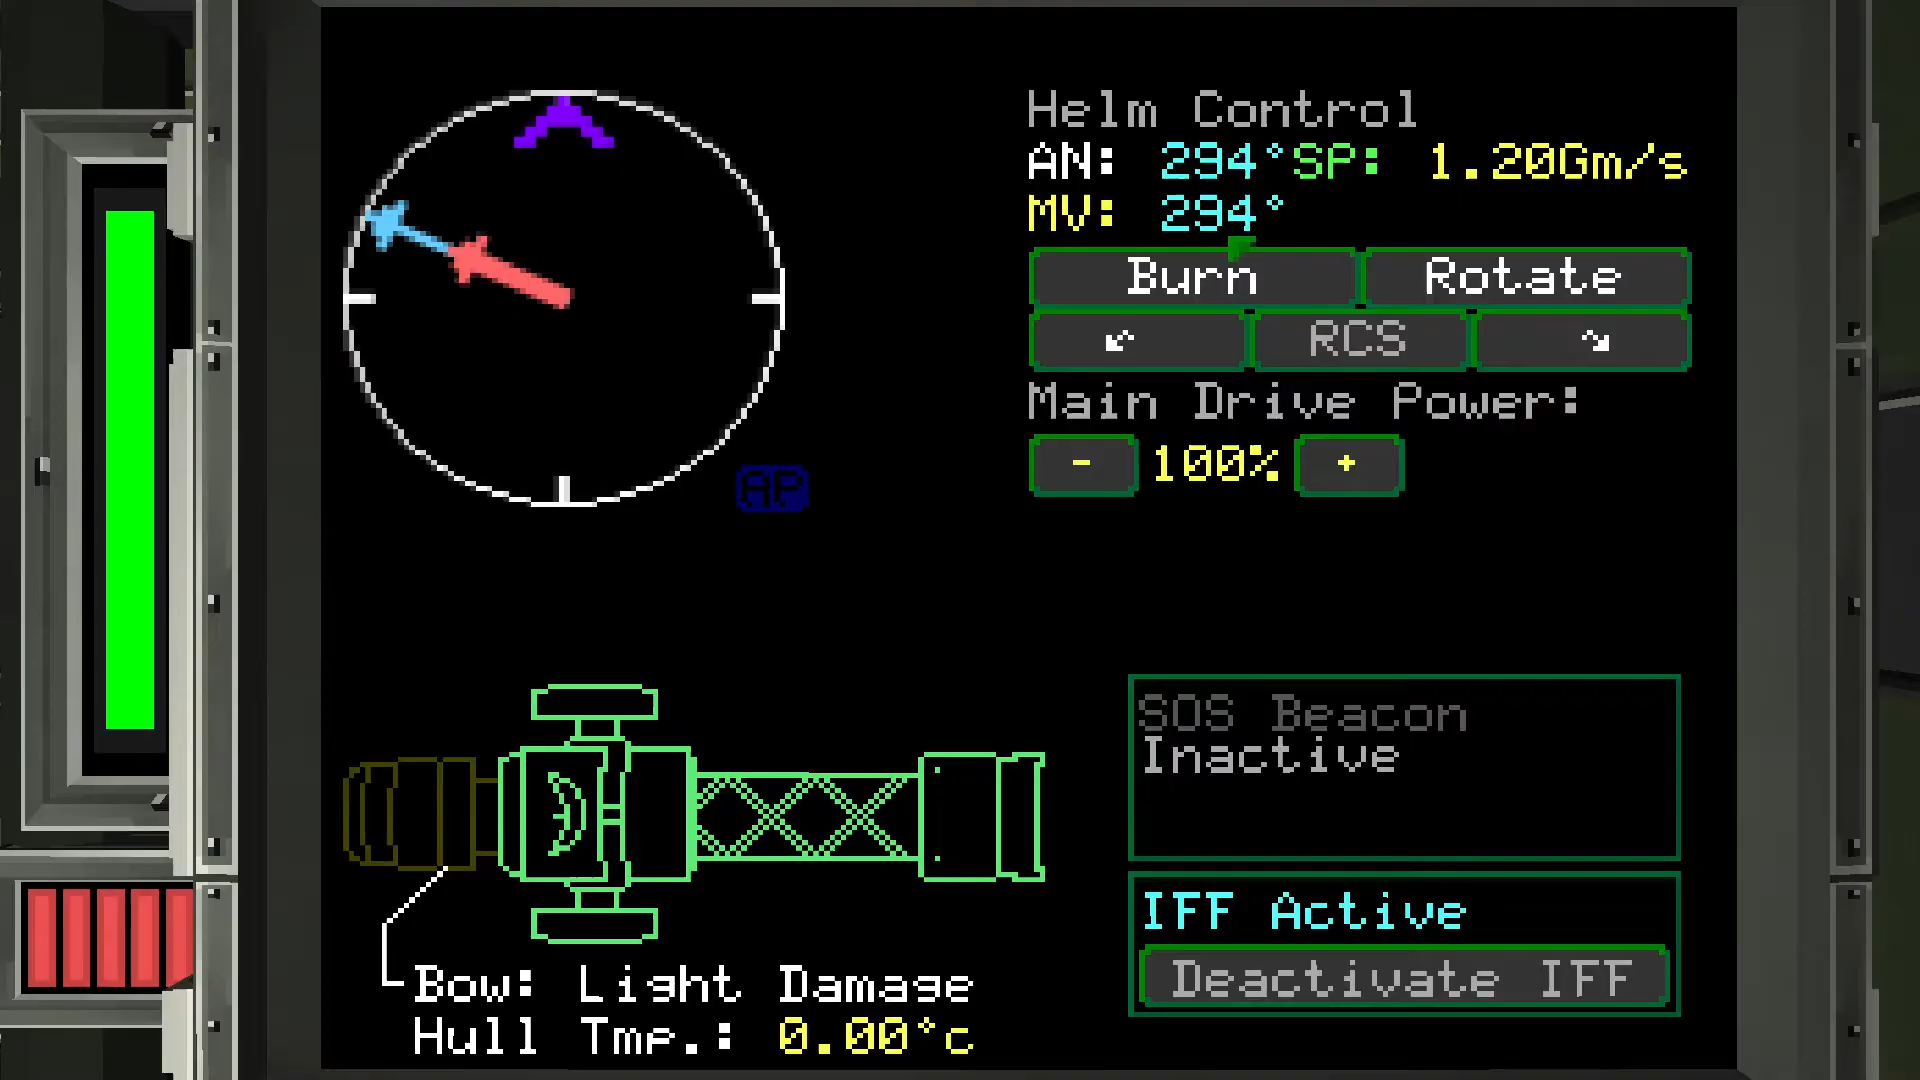 Helm Control
AN: 294° SP: 1.20Gm/s
MV: 294°
Burn Rotate
↙ RCS ↘
Main Drive Power:
- 100% +
AP
SOS Beacon
Inactive
IFF Active
Deactivate IFF
Bow: Light Damage
Hull Tmp.: 0.00°c